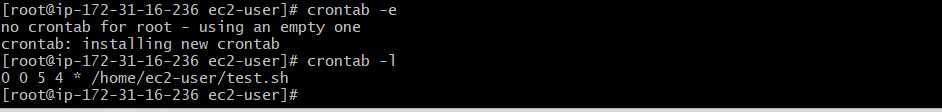 [root@ip-172-31-16-236 ec2-user]# crontab -e
no crontab for root - using an empty one
crontab: installing new crontab
[root@ip-172-31-16-236 ec2-user]# crontab -l
0 0 5 4 * /home/ec2-user/test.sh
[root@ip-172-31-16-236 ec2-user]#